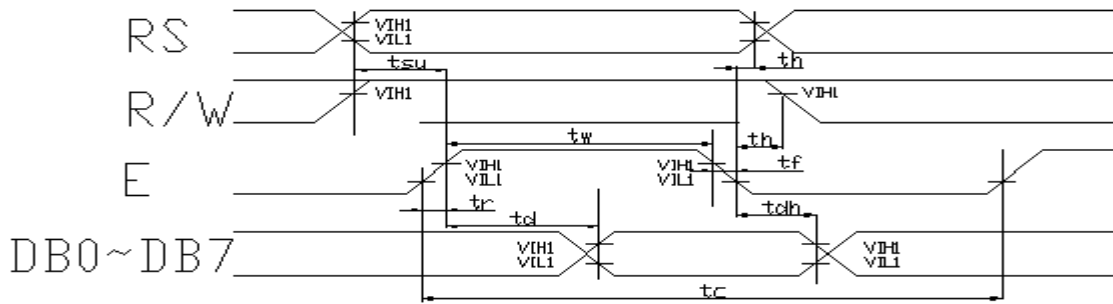 RS VIH1
VIL1
tsu th
R/W VIH1 VIH1
tw th
E VIH1 VIH1 tf
VIL1 VIL1
tr td tdh
DB0~DB7 VIH1 VIH1
VIL1 VIL1
tc